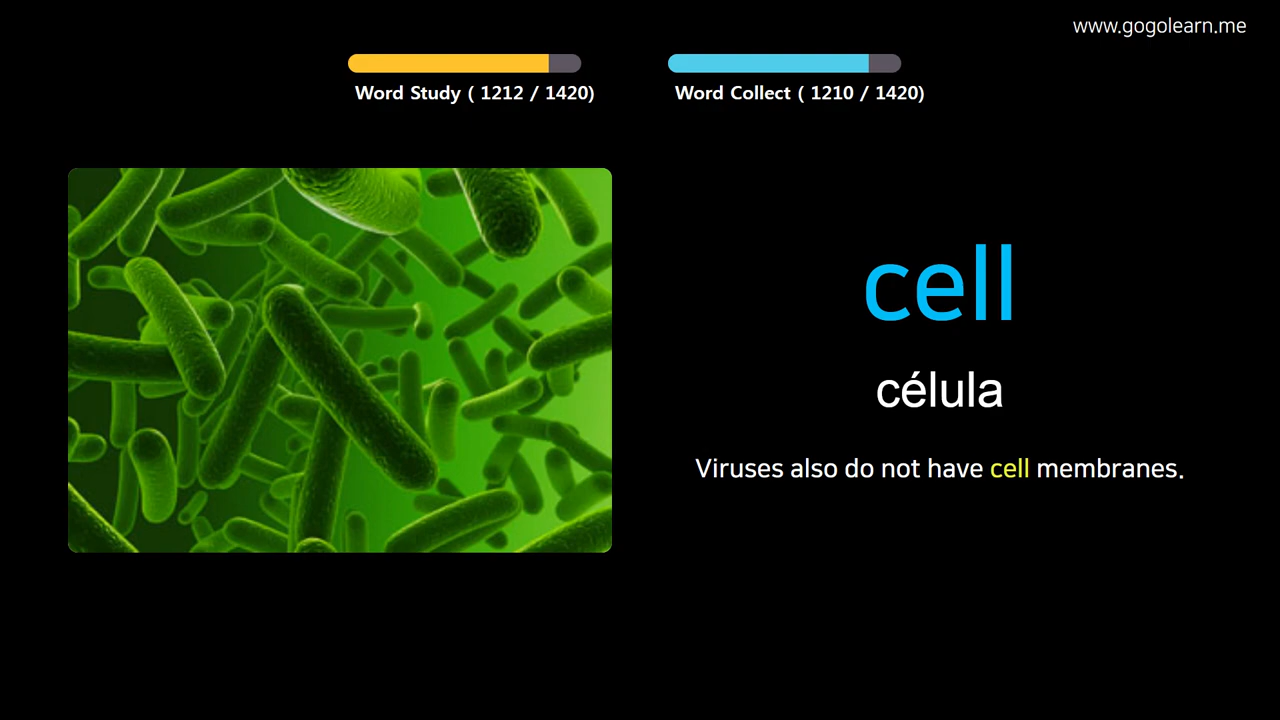 www.gogolearn.me
Word Study ( 1212 / 1420)
Word Collect ( 1210 / 1420)
cell
célula
Viruses also do not have cell membranes.